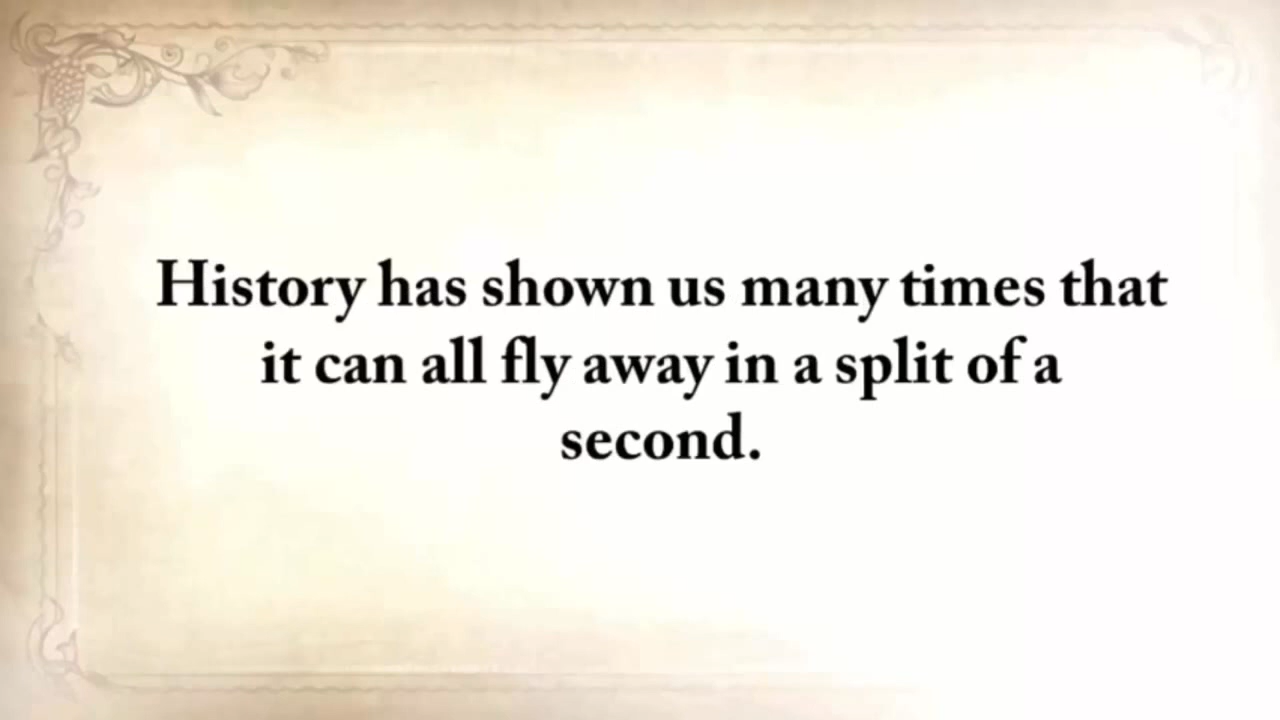 History has shown us many times that
it can all fly away in a split of a
second.